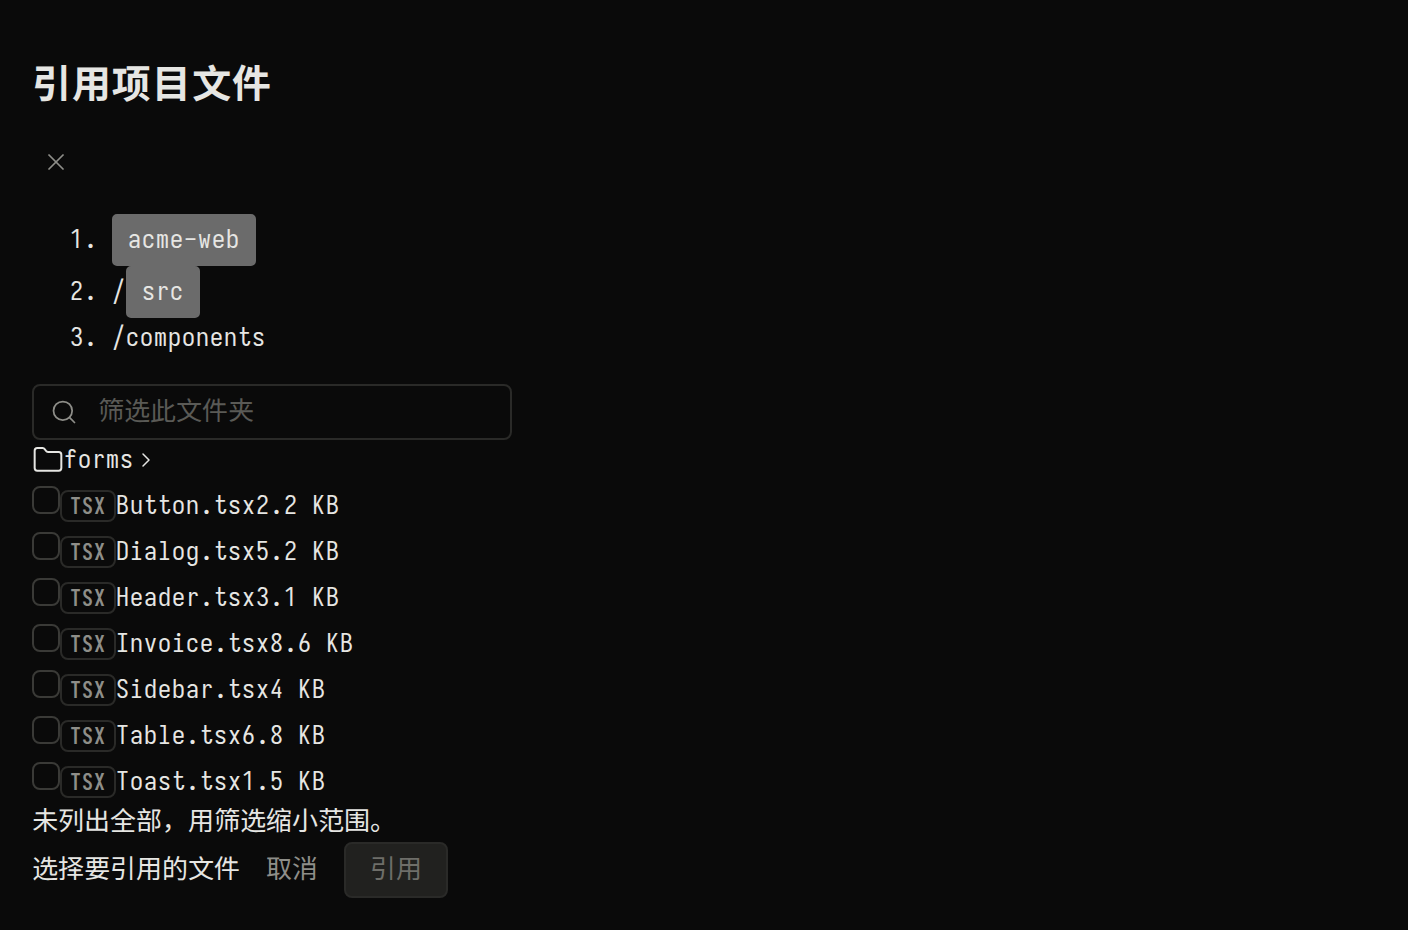 引用项目文件
1. acme-web
2. /src
3. /components
筛选此文件夹
forms
TSX Button.tsx2.2 KB
TSX Dialog.tsx5.2 KB
TSX Header.tsx3.1 KB
TSX Invoice.tsx8.6 KB
TSX Sidebar.tsx4 KB
TSX Table.tsx6.8 KB
TSX Toast.tsx1.5 KB
未列出全部，用筛选缩小范围。
选择要引用的文件 取消 引用